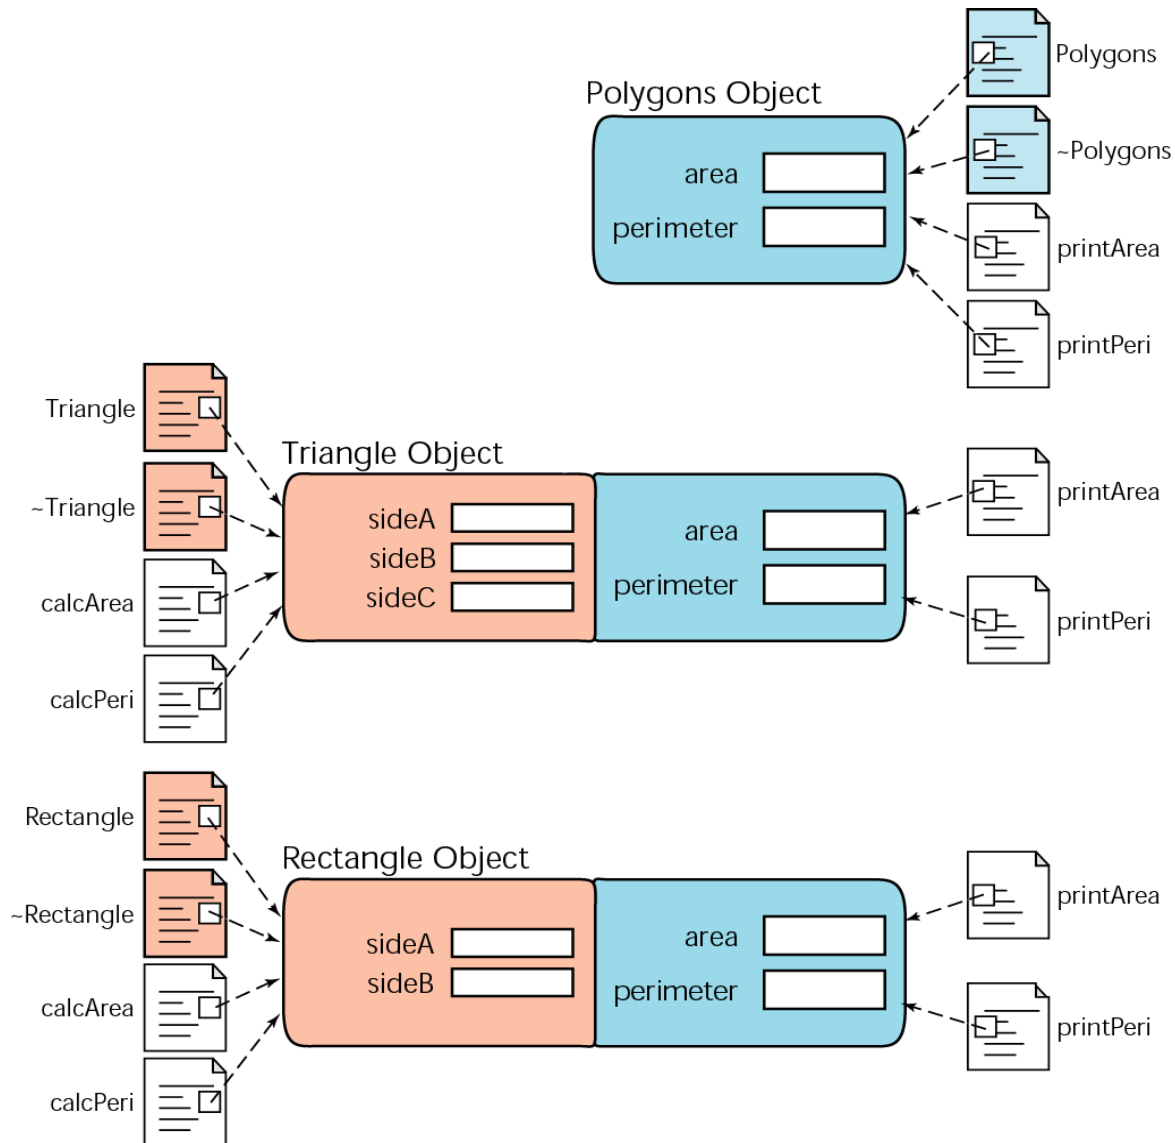 Polygons
Polygons Object
~Polygons
area
perimeter
printArea
printPeri
Triangle
Triangle Object
~Triangle
sideA
sideB
sideC
area
perimeter
printArea
printPeri
calcArea
calcPeri
Rectangle
Rectangle Object
~Rectangle
sideA
sideB
area
perimeter
printArea
printPeri
calcArea
calcPeri